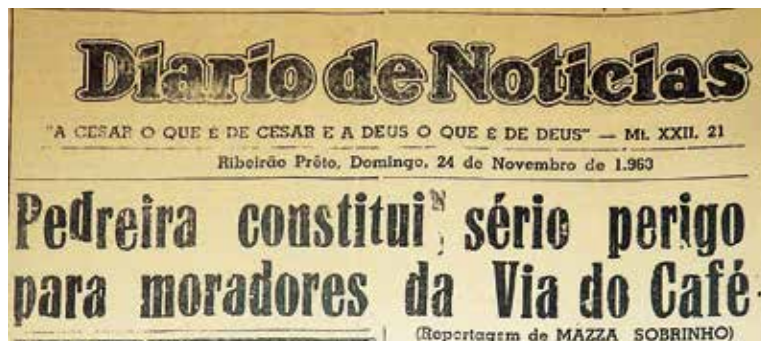 Diario de Noticias
"A CESAR O QUE É DE CESAR E A DEUS O QUE É DE DEUS" — Mt. XXII, 21
Ribeirão Prêto, Domingo, 24 de Novembro de 1.963
Pedreira constitui sério perigo
para moradores da Via do Café
(Reportagem de MAZZA SOBRINHO)